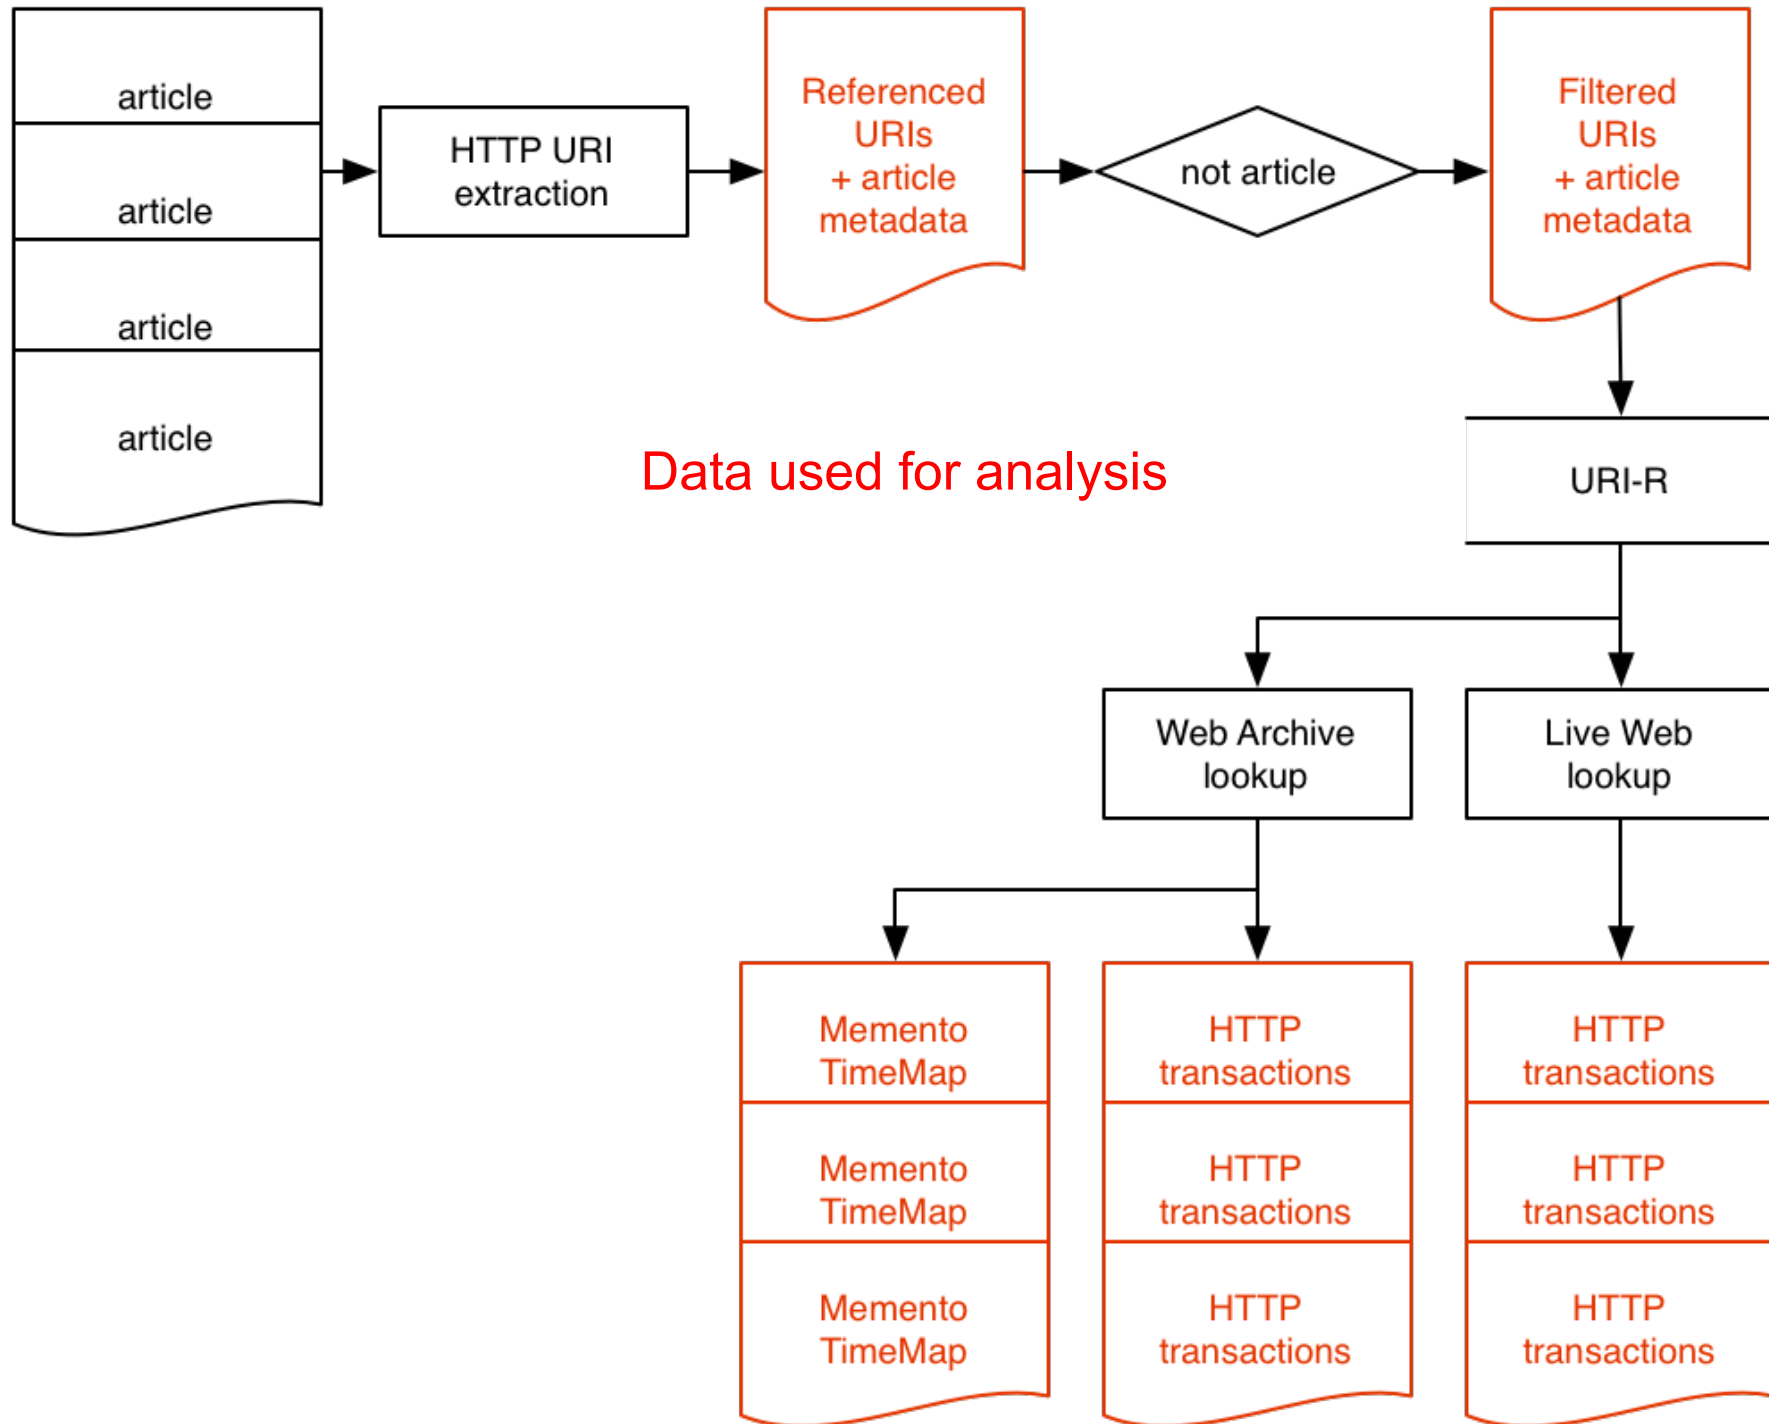 article
article
article
article
HTTP URI
extraction
Referenced
URIs
+ article
metadata
not article
Filtered
URIs
+ article
metadata
Data used for analysis
URI-R
Web Archive
lookup
Live Web
lookup
Memento
TimeMap
Memento
TimeMap
Memento
TimeMap
HTTP
transactions
HTTP
transactions
HTTP
transactions
HTTP
transactions
HTTP
transactions
HTTP
transactions